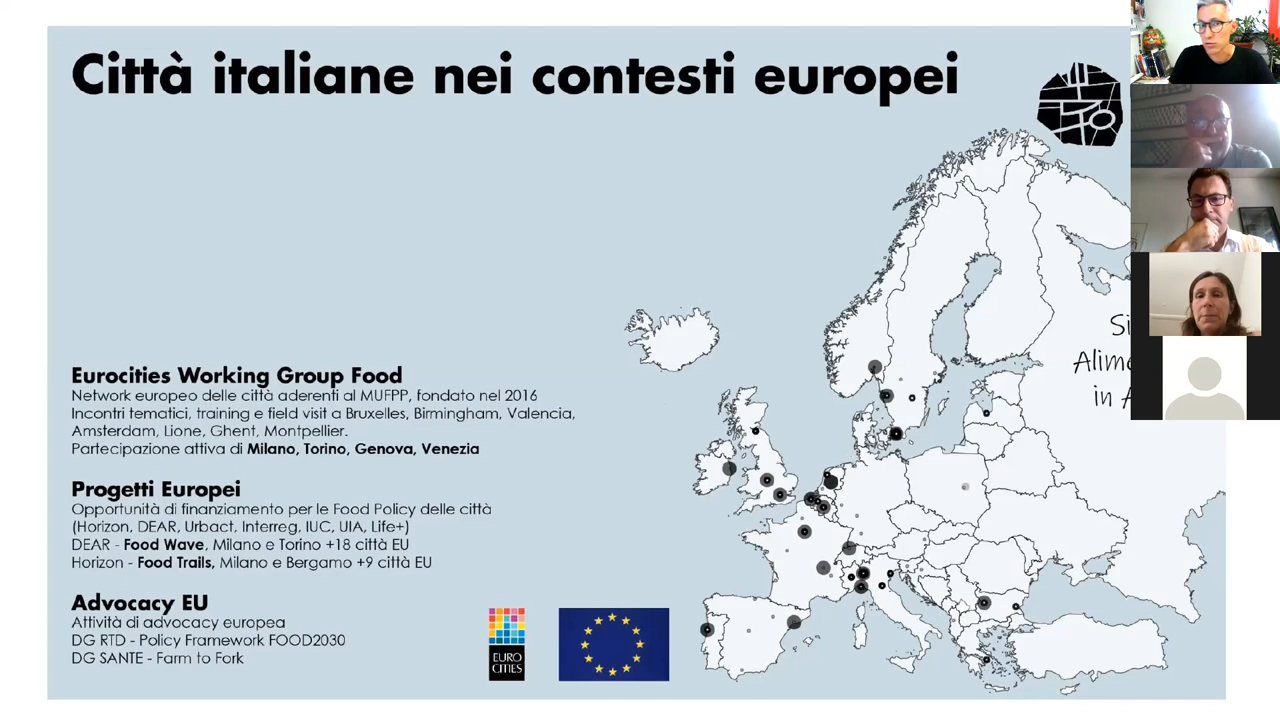 Città italiane nei contesti europei
Eurocities Working Group Food
Network europeo delle città aderenti al MUFPP, fondato nel 2016
Incontri tematici, training e field visit a Bruxelles, Birmingham, Valencia,
Amsterdam, Lione, Ghent, Montpellier.
Partecipazione attiva di Milano, Torino, Genova, Venezia
Progetti Europei
Opportunità di finanziamento per le Food Policy delle città
(Horizon, DEAR, Urbact, Interreg, IUC, UIA, Life+)
DEAR - Food Wave, Milano e Torino +18 città EU
Horizon - Food Trails, Milano e Bergamo +9 città EU
Advocacy EU
Attività di advocacy europea
DG RTD - Policy Framework FOOD2030
DG SANTE - Farm to Fork
EURO
CITIES
in